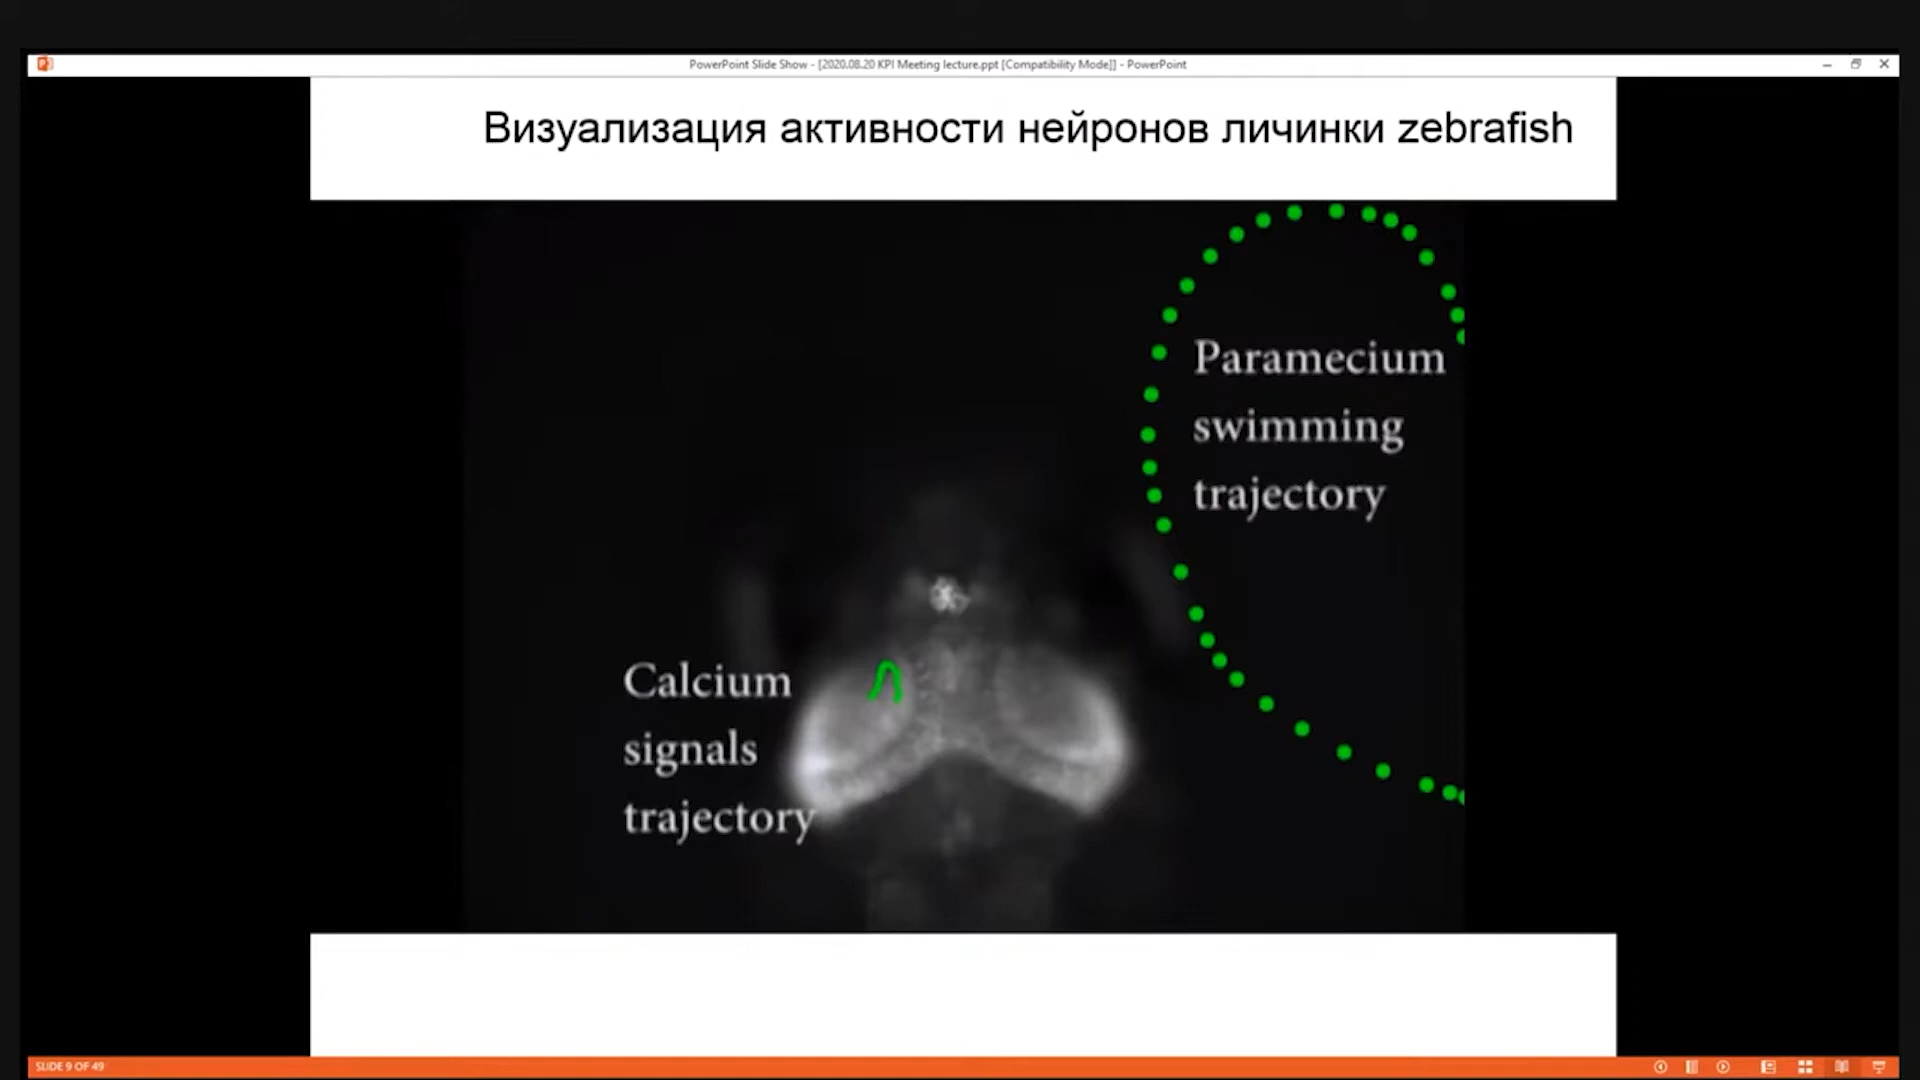 PowerPoint Slide Show - [2020.08.20 KPI Meeting lecture.ppt [Compatibility Mode]] - PowerPoint
Визуализация активности нейронов личинки zebrafish
Paramecium
swimming
trajectory
Calcium
signals
trajectory
SLIDE 9 OF 49